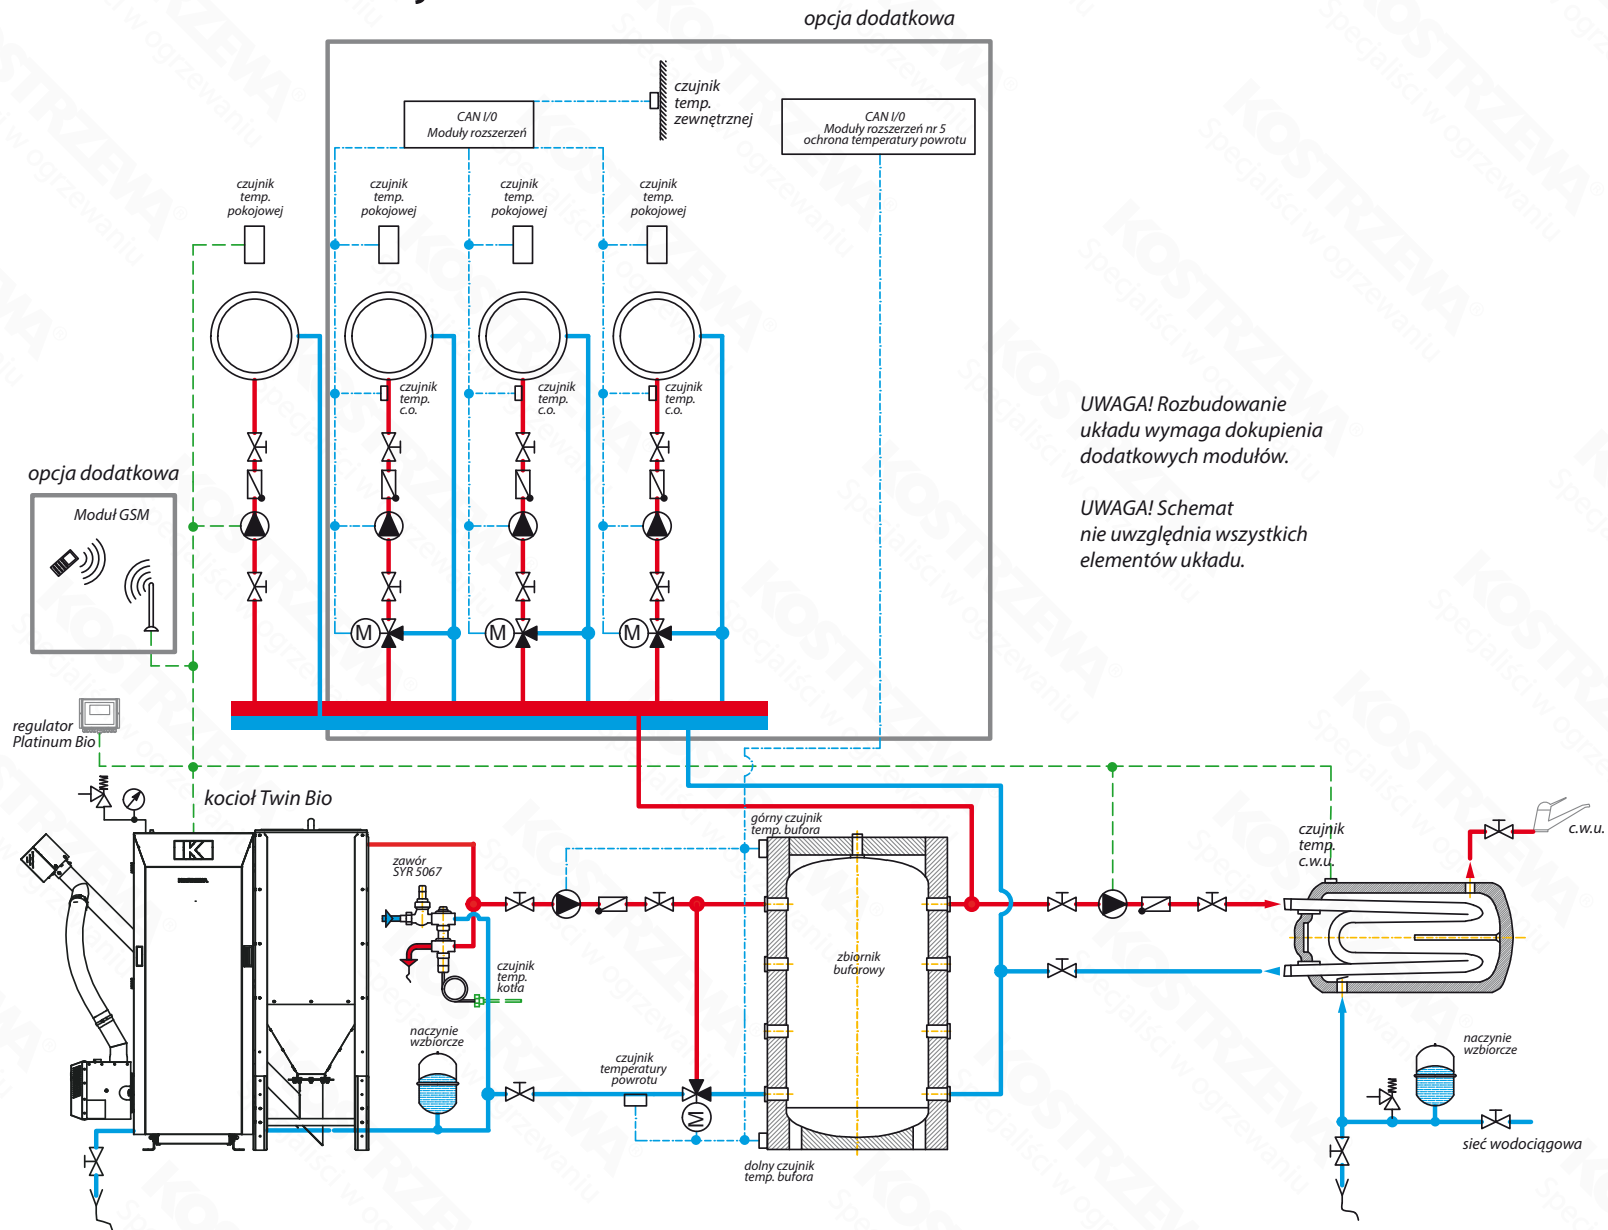 opcja dodatkowa
czujnik
temp.
zewnętrznej
CAN I/0
Moduły rozszerzeń
CAN I/0
Moduły rozszerzeń nr 5
ochrona temperatury powrotu
czujnik
temp.
pokojowej
czujnik
temp.
pokojowej
czujnik
temp.
pokojowej
czujnik
temp.
pokojowej
czujnik
temp.
c.o.
czujnik
temp.
c.o.
czujnik
temp.
c.o.
UWAGA! Rozbudowanie
układu wymaga dokupienia
dodatkowych modułów.
UWAGA! Schemat
nie uwzględnia wszystkich
elementów układu.
opcja dodatkowa
Moduł GSM
M
M
M
regulator
Platinum Bio
kocioł Twin Bio
K
zawór
SYR 5067
czujnik
temp.
kotła
naczynie
wzbiorcze
czujnik
temperatury
powrotu
M
górny czujnik
temp. bufora
zbiornik
buforowy
dolny czujnik
temp. bufora
czujnik
temp.
c.w.u.
c.w.u.
naczynie
wzbiorcze
sieć wodociągowa
KOSTRZEWA®
Specjaliści w ogrzewaniu